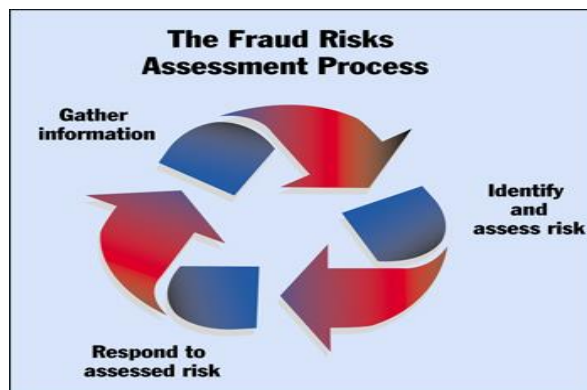 The Fraud Risks
Assessment Process
Gather
information
Identify
and
assess risk
Respond to
assessed risk